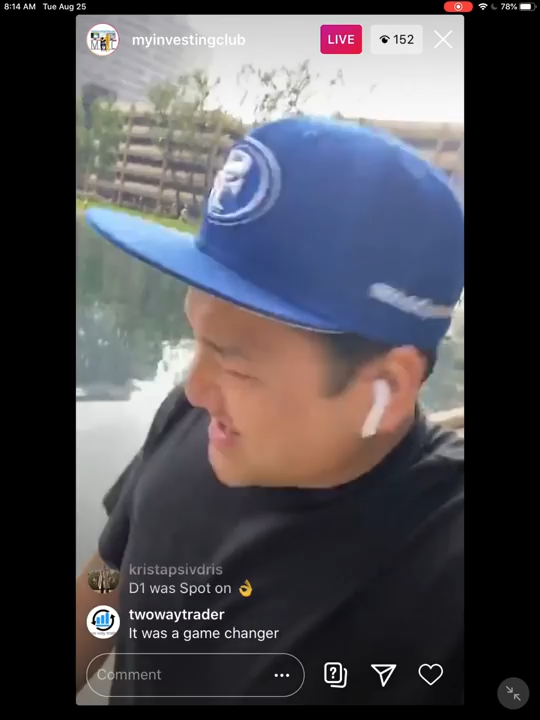 8:14 AM Tue Aug 25
78%
myinvestingclub
LIVE
152
kristapsivdris
D1 was Spot on 👌
twowaytrader
It was a game changer
Comment